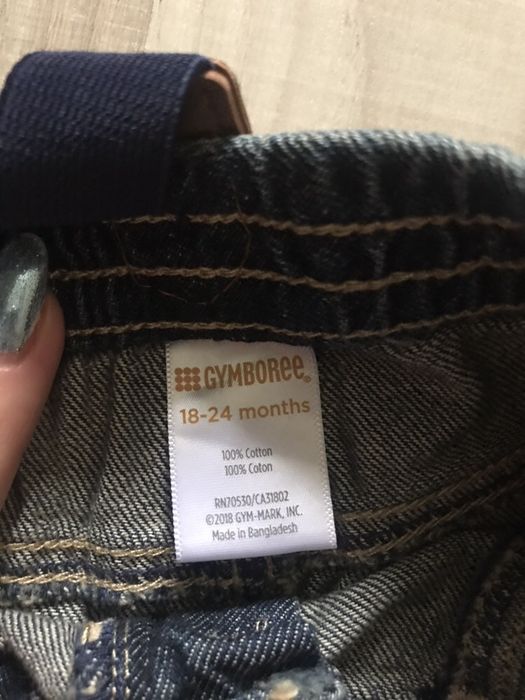 GYMBOREE®
18-24 months
100% Cotton
100% Coton
RN70530/CA31802
©2018 GYM-MARK, INC.
Made in Bangladesh